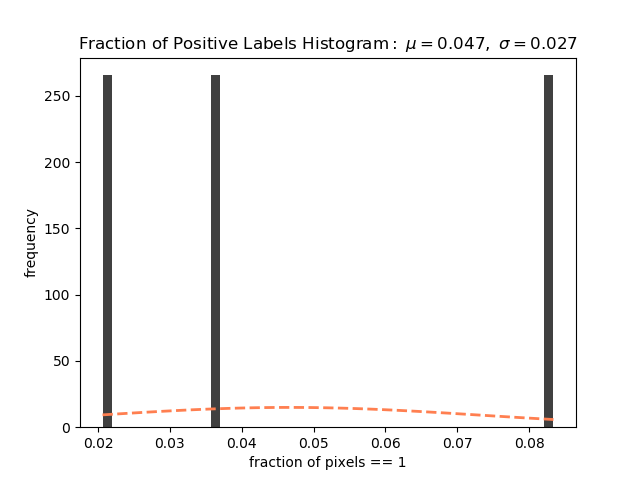 Fraction of Positive Labels Histogram : μ = 0.047, σ = 0.027
250
200
150
100
50
0
frequency
0.02 0.03 0.04 0.05 0.06 0.07 0.08
fraction of pixels == 1